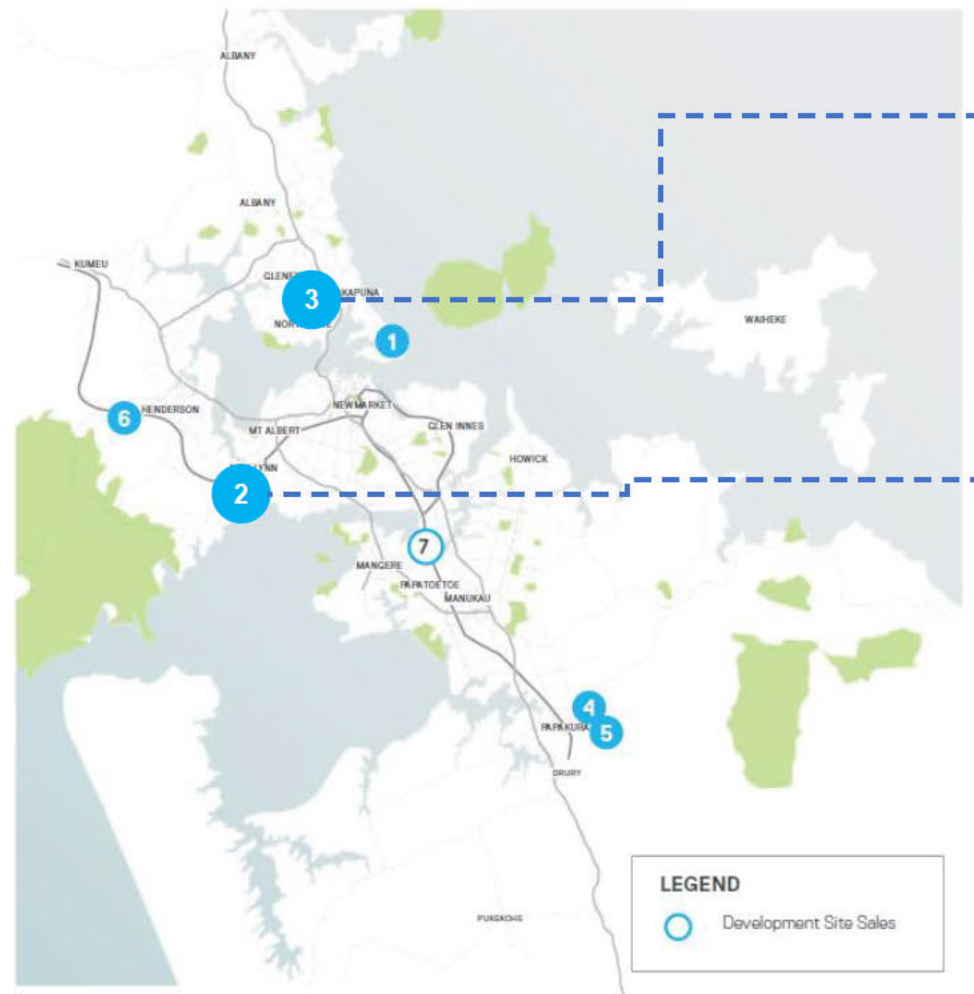 ALBANY
ALBANY
KUMEU
3
KAPUNA
WAIHEKE
1
6
HENDERSON
NEWMARKET
MT ALBERT
GLEN INNES
HOWICK
2
7
MANGERE
PAPATOETOE
MANUKAU
4
PAPAKURA
5
DRURY
PUKEKOHE
LEGEND
Development Site Sales